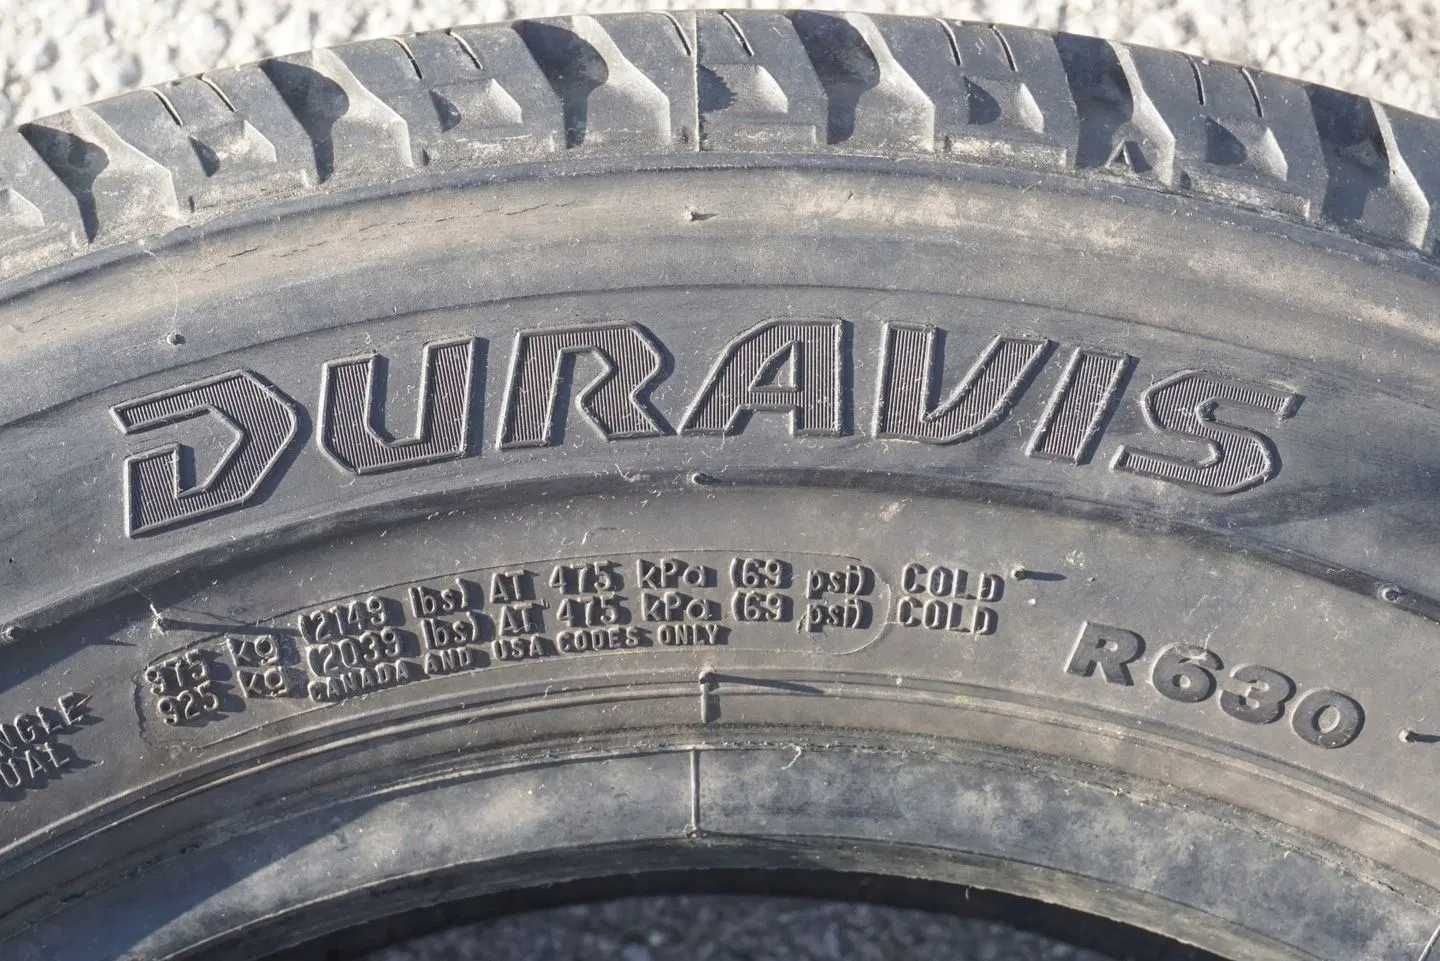 DURAVIS
975 kg (2149 lbs) AT 475 kPa (69 psi) COLD
925 kg (2039 lbs) AT 475 kPa (69 psi) COLD
CANADA AND USA CODES ONLY
R630